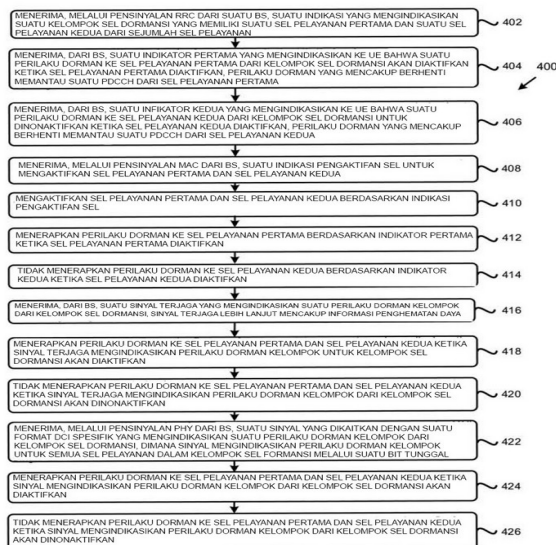 MENERIMA, MELALUI PENSINYALAN RRC DARI SUATU BS, SUATU INDIKASI YANG MENGINDIKASIKAN
SUATU KELOMPOK SEL DORMANSI YANG MEMILIKI SUATU SEL PELAYANAN PERTAMA DAN SUATU SEL
PELAYANAN KEDUA DARI SEJUMLAH SEL PELAYANAN
402
MENERIMA, DARI BS, SUATU INDIKATOR PERTAMA YANG MENGINDIKASIKAN KE UE BAHWA SUATU
PERILAKU DORMAN KE SEL PELAYANAN PERTAMA DARI KELOMPOK SEL DORMANSI AKAN DIAKTIFKAN
KETIKA SEL PELAYANAN PERTAMA DIAKTIFKAN, PERILAKU DORMAN YANG MENCAKUP BERHENTI
MEMANTAU SUATU PDCCH DARI SEL PELAYANAN PERTAMA
404
400
MENERIMA, DARI BS, SUATU INFIKATOR KEDUA YANG MENGINDIKASIKAN KE UE BAHWA SUATU
PERILAKU DORMAN KE SEL PELAYANAN KEDUA DARI KELOMPOK SEL DORMANSI UNTUK
DINONAKTIFKAN KETIKA SEL PELAYANAN KEDUA DIAKTIFKAN, PERILAKU DORMAN YANG MENCAKUP
BERHENTI MEMANTAU SUATU PDCCH DARI SEL PELAYANAN KEDUA
406
MENERIMA, MELALUI PENSINYALAN MAC DARI BS, SUATU INDIKASI PENGAKTIFAN SEL UNTUK
MENGAKTIFKAN SEL PELAYANAN PERTAMA DAN SEL PELAYANAN KEDUA
408
MENGAKTIFKAN SEL PELAYANAN PERTAMA DAN SEL PELAYANAN KEDUA BERDASARKAN INDIKASI
PENGAKTIFAN SEL
410
MENERAPKAN PERILAKU DORMAN KE SEL PELAYANAN PERTAMA BERDASARKAN INDIKATOR PERTAMA
KETIKA SEL PELAYANAN PERTAMA DIAKTIFKAN
412
TIDAK MENERAPKAN PERILAKU DORMAN KE SEL PELAYANAN KEDUA BERDASARKAN INDIKATOR
KEDUA KETIKA SEL PELAYANAN KEDUA DIAKTIFKAN
414
MENERIMA, DARI BS, SUATU SINYAL TERJAGA YANG MENGINDIKASIKAN SUATU PERILAKU DORMAN KELOMPOK
DARI KELOMPOK SEL DORMANSI, SINYAL TERJAGA LEBIH LANJUT MENCAKUP INFORMASI PENGHEMATAN DAYA
416
MENERAPKAN PERILAKU DORMAN KE SEL PELAYANAN PERTAMA DAN SEL PELAYANAN KEDUA KETIKA
SINYAL TERJAGA MENGINDIKASIKAN PERILAKU DORMAN KELOMPOK UNTUK KELOMPOK SEL
DORMANSI AKAN DIAKTIFKAN
418
TIDAK MENERAPKAN PERILAKU DORMAN KE SEL PELAYANAN PERTAMA DAN SEL PELAYANAN KEDUA
KETIKA SINYAL TERJAGA MENGINDIKASIKAN PERILAKU DORMAN KELOMPOK DARI KELOMPOK SEL
DORMANSI AKAN DINONAKTIFKAN
420
MENERIMA, MELALUI PENSINYALAN PHY DARI BS, SUATU SINYAL YANG DIKAITKAN DENGAN SUATU
FORMAT DCI SPESIFIK YANG MENGINDIKASIKAN SUATU PERILAKU DORMAN KELOMPOK DARI
KELOMPOK SEL DORMANSI, DIMANA SINYAL MENGINDIKASIKAN PERILAKU DORMAN KELOMPOK
UNTUK SEMUA SEL PELAYANAN DALAM KELOMPOK SEL FORMANSI MELALUI SUATU BIT TUNGGAL
422
MENERAPKAN PERILAKU DORMAN KE SEL PELAYANAN PERTAMA DAN SEL PELAYANAN KEDUA KETIKA
SINYAL MENGINDIKASIKAN PERILAKU DORMAN KELOMPOK DARI KELOMPOK SEL DORMANSI AKAN
DIAKTIFKAN
424
TIDAK MENERAPKAN PERILAKU DORMAN KE SEL PELAYANAN PERTAMA DAN SEL PELAYANAN KEDUA
KETIKA SINYAL MENGINDIKASIKAN PERILAKU DORMAN KELOMPOK DARI KELOMPOK SEL DORMANSI
AKAN DINONAKTIFKAN
426